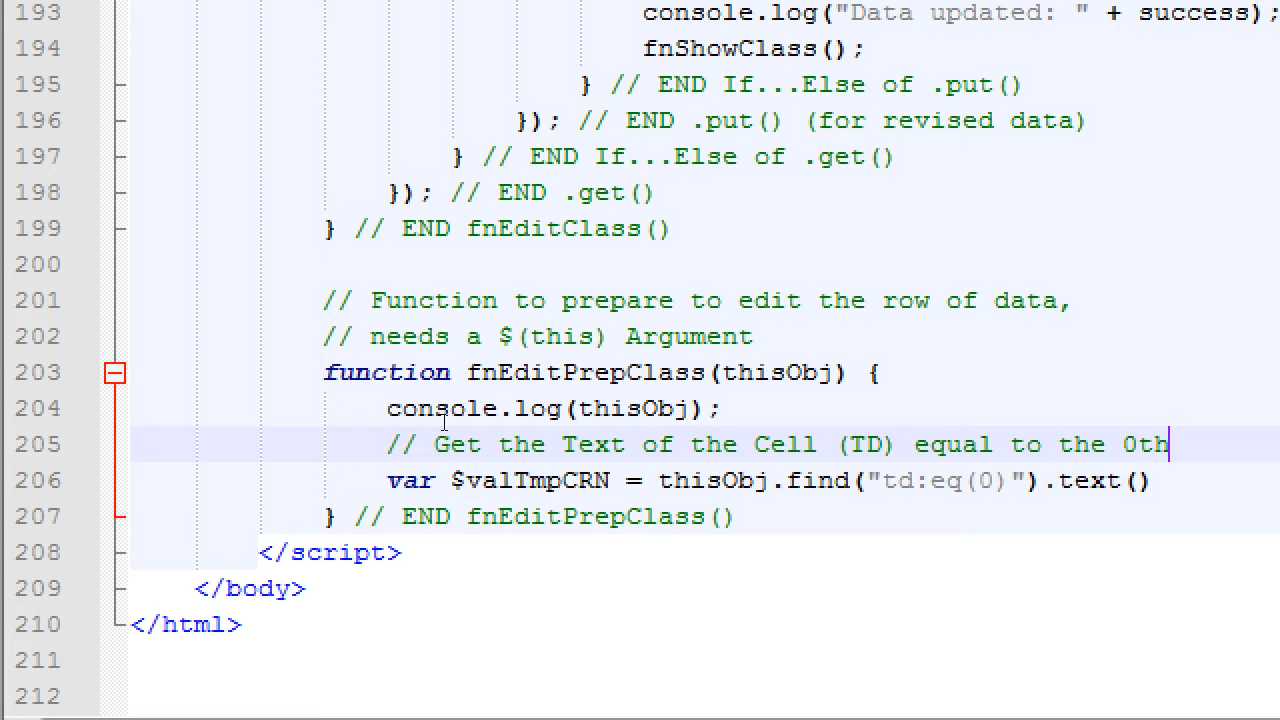 193 console.log("Data updated: " + success);
194 fnShowClass();
195 } // END If...Else of .put()
196 }); // END .put() (for revised data)
197 } // END If...Else of .get()
198 }); // END .get()
199 } // END fnEditClass()
200
201 // Function to prepare to edit the row of data,
202 // needs a $(this) Argument
203 function fnEditPrepClass(thisObj) {
204 console.log(thisObj);
205 // Get the Text of the Cell (TD) equal to the 0th
206 var $valTmpCRN = thisObj.find("td:eq(0)").text()
207 } // END fnEditPrepClass()
208 </script>
209 </body>
210 </html>
211
212